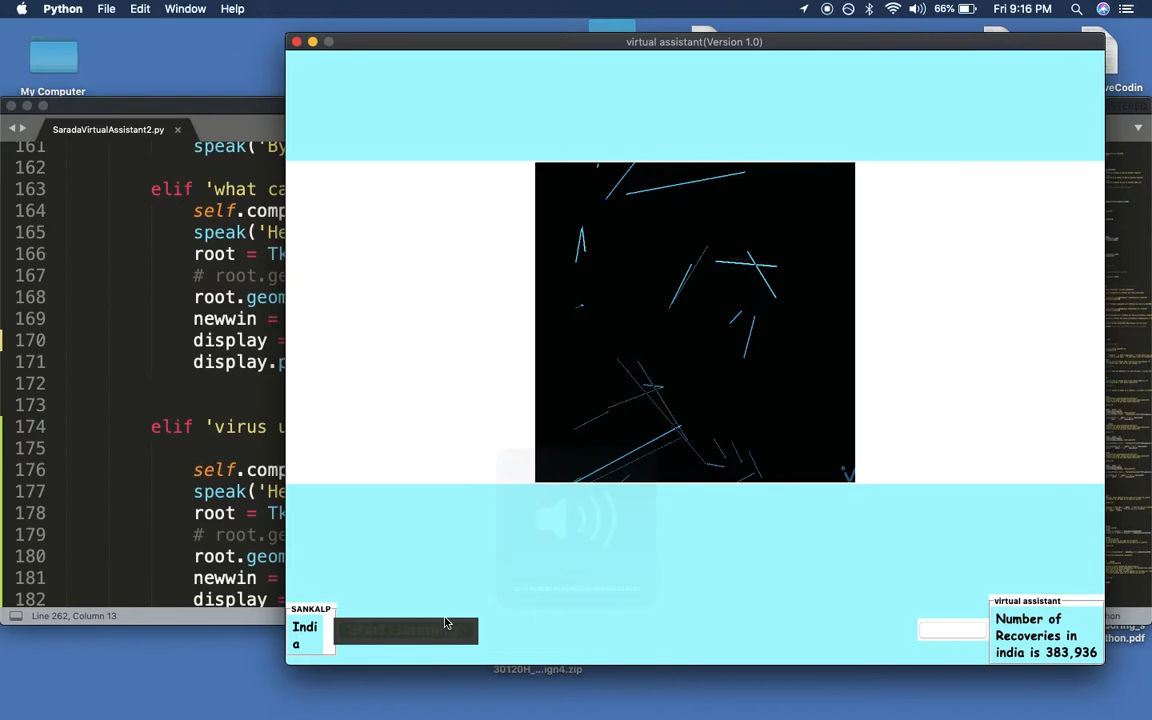 Python File Edit Window Help 66% Fri 9:16 PM
My Computer
virtual assistant(Version 1.0)
SaradaVirtualAssistant2.py ×
161 speak('By
162
163 elif 'what ca
164 self.comp
165 speak('He
166 root = Tk
167 # root.ge
168 root.geom
169 newwin =
170 display =
171 display.p
172
173
174 elif 'virus u
175
176 self.comp
177 speak('He
178 root = Tk
179 # root.ge
180 root.geom
181 newwin =
182 display =
Line 262, Column 13
SANKALP
Indi
a
virtual assistant
Number of
Recoveries in
india is 383,936
30120H_...ign4.zip